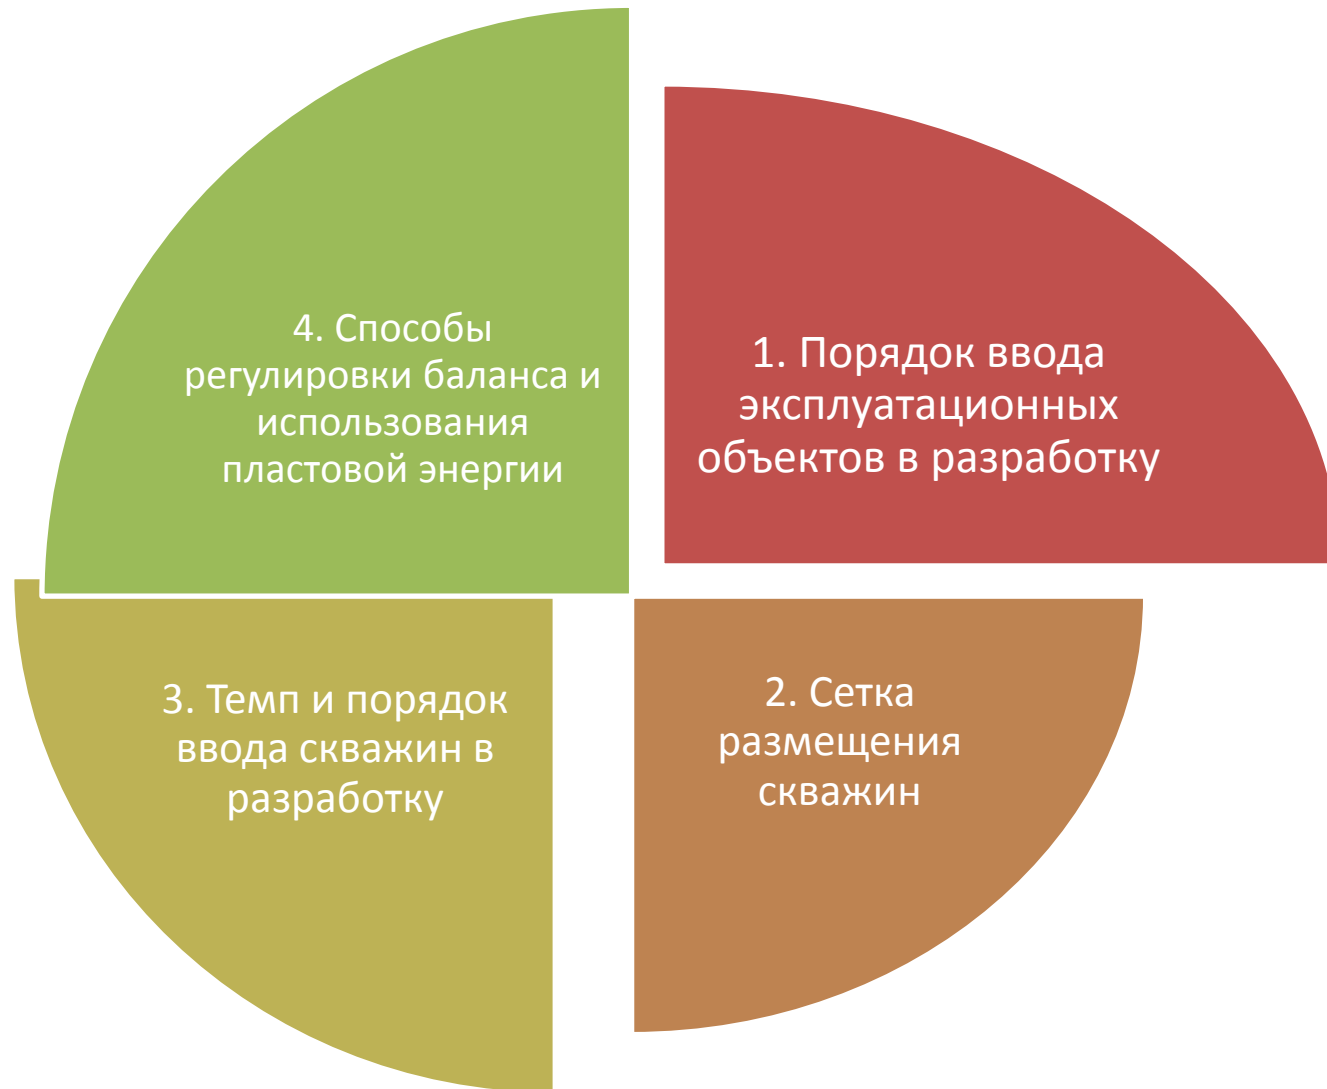 1. Порядок ввода
эксплуатационных
объектов в разработку
2. Сетка
размещения
скважин
3. Темп и порядок
ввода скважин в
разработку
4. Способы
регулировки баланса и
использования
пластовой энергии